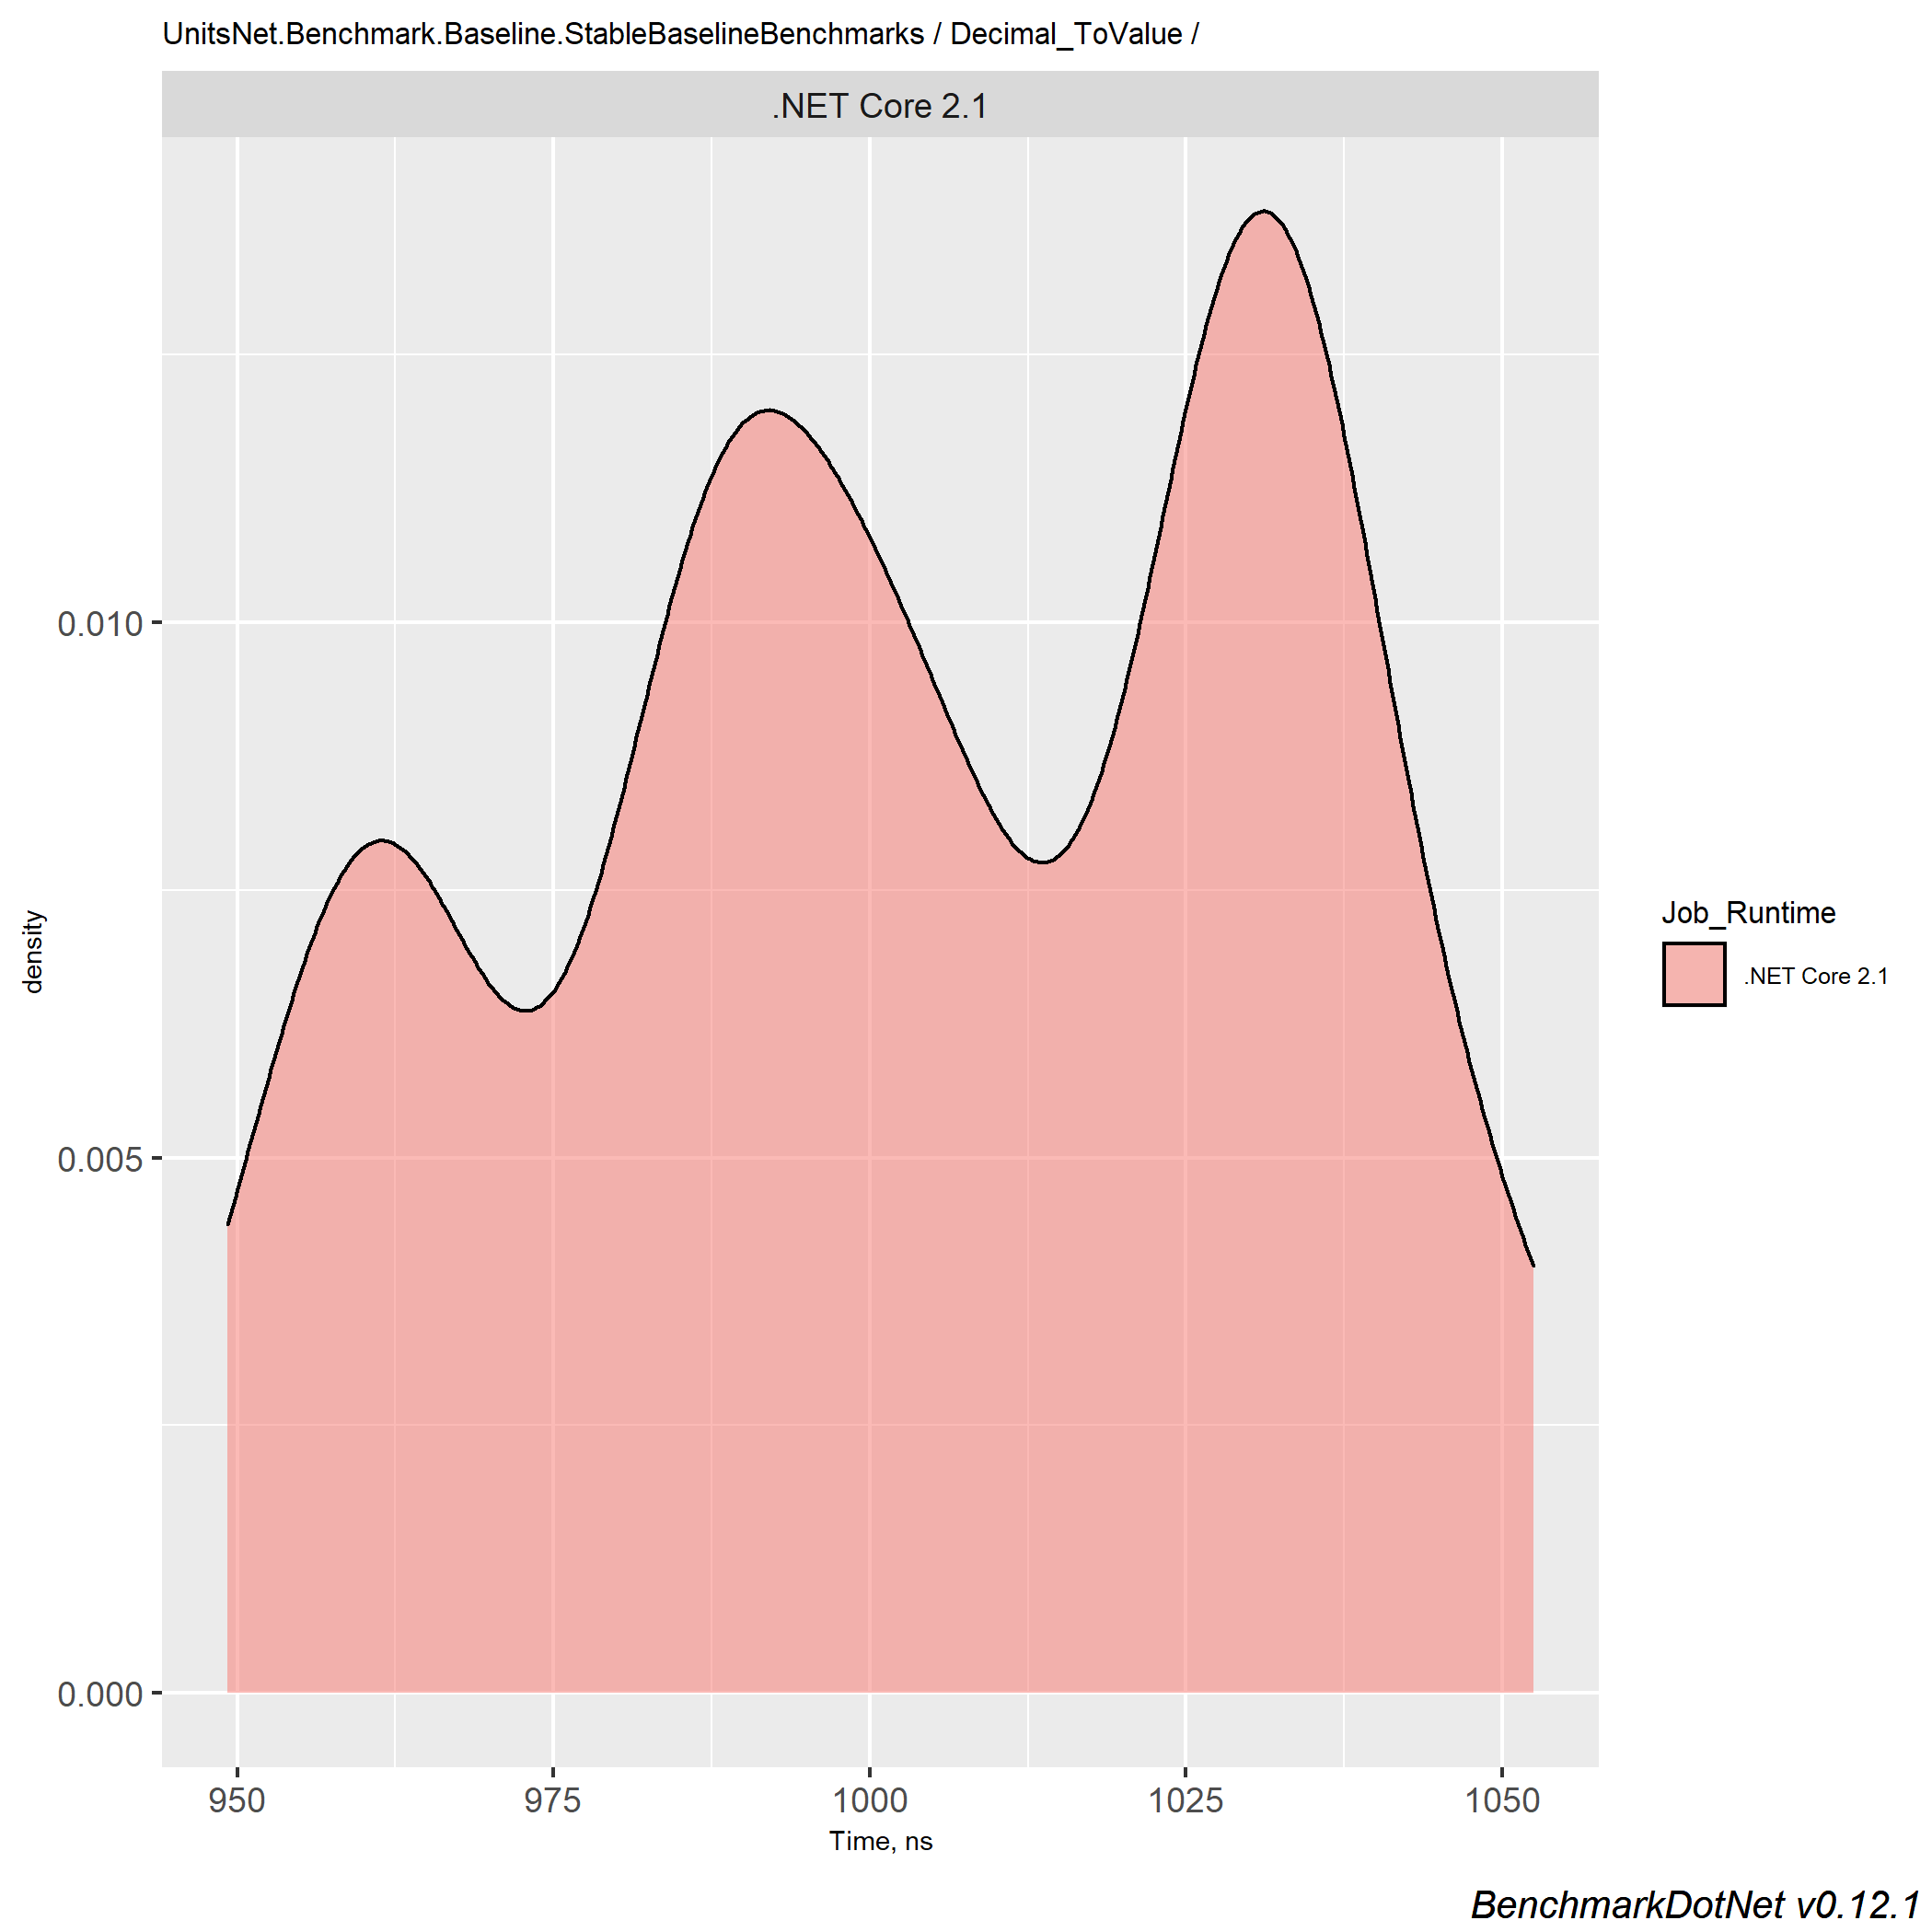 UnitsNet.Benchmark.Baseline.StableBaselineBenchmarks / Decimal_ToValue /
.NET Core 2.1
0.010
0.005
0.000
density
950 975 1000 1025 1050
Time, ns
Job_Runtime
.NET Core 2.1
BenchmarkDotNet v0.12.1